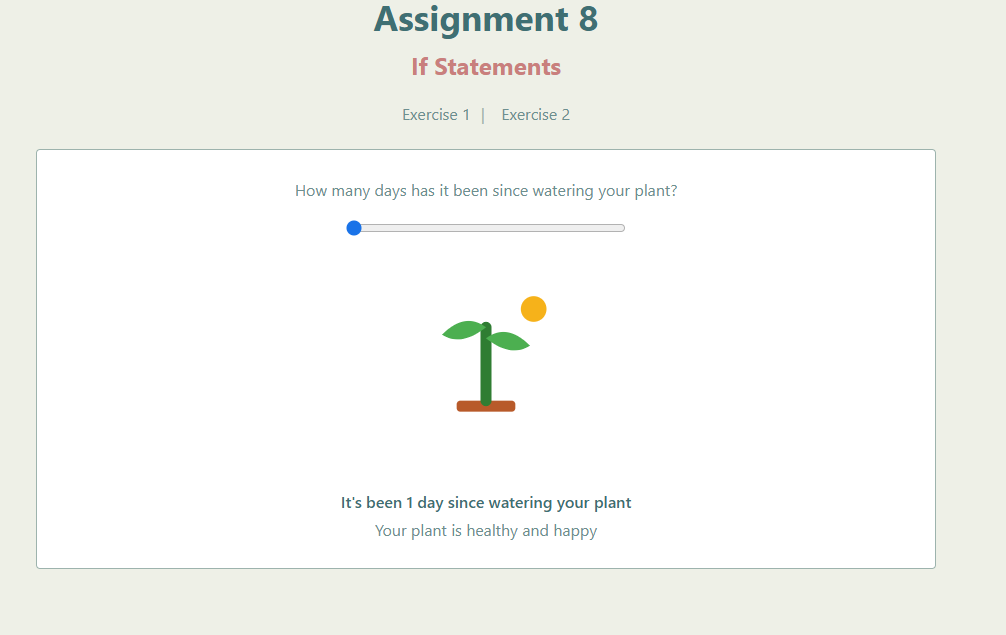 Assignment 8
If Statements
Exercise 1 | Exercise 2
How many days has it been since watering your plant?
It's been 1 day since watering your plant
Your plant is healthy and happy